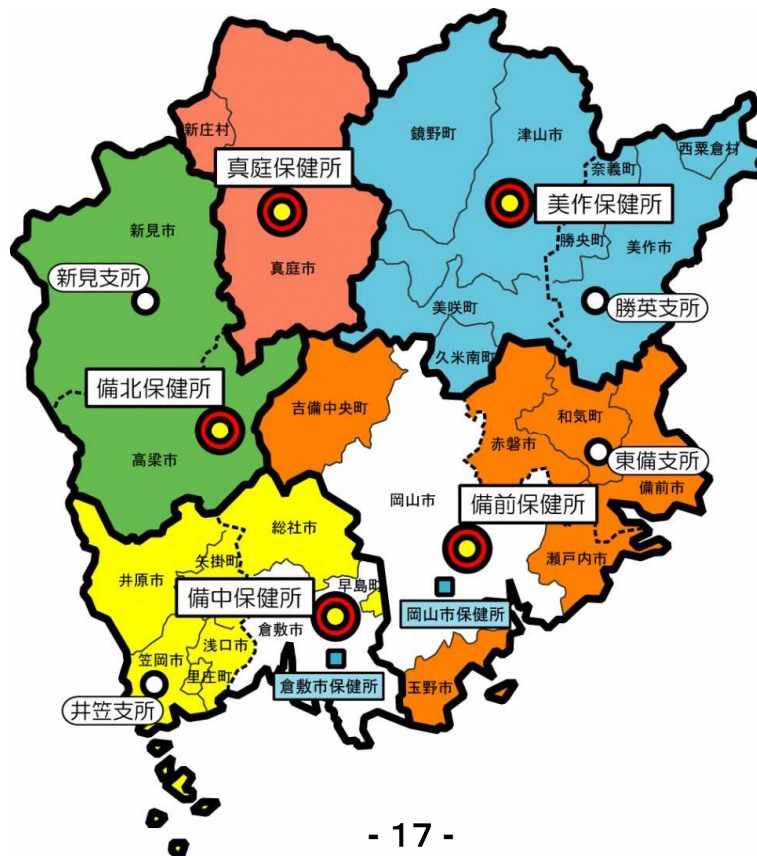 新庄村
鏡野町
津山市
西粟倉村
奈義町
真庭保健所
美作保健所
新見市
勝央町
美作市
真庭市
新見支所
美咲町
勝英支所
久米南町
備北保健所
吉備中央町
和気町
赤磐市
東備支所
高梁市
備前市
岡山市
備前保健所
総社市
矢掛町
瀬戸内市
井原市
早島町
備中保健所
岡山市保健所
倉敷市
浅口市
笠岡市
里庄町
倉敷市保健所
玉野市
井笠支所
- 17 -